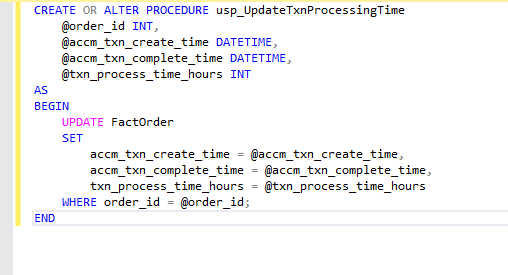 CREATE OR ALTER PROCEDURE usp_UpdateTxnProcessingTime
    @order_id INT,
    @accm_txn_create_time DATETIME,
    @accm_txn_complete_time DATETIME,
    @txn_process_time_hours INT
AS
BEGIN
    UPDATE FactOrder
    SET
        accm_txn_create_time = @accm_txn_create_time,
        accm_txn_complete_time = @accm_txn_complete_time,
        txn_process_time_hours = @txn_process_time_hours
    WHERE order_id = @order_id;
END